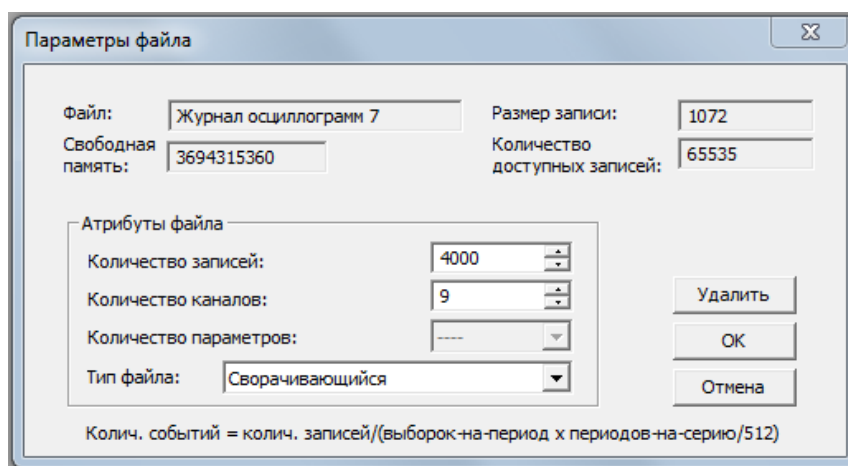 Параметры файла
Файл: Журнал осциллограмм 7 Размер записи: 1072
Свободная память: 3694315360 Количество доступных записей: 65535
Атрибуты файла
Количество записей: 4000
Количество каналов: 9
Удалить
Количество параметров: ----
OK
Тип файла: Сворачивающийся
Отмена
Колич. событий = колич. записей/(выборок-на-период x периодов-на-серию/512)